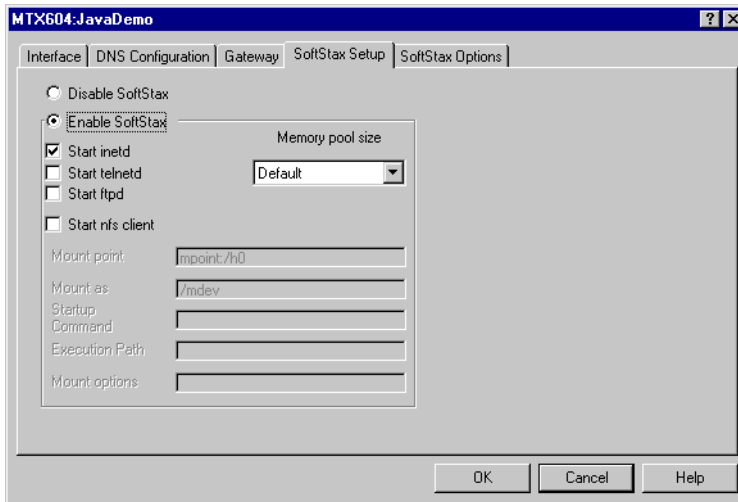 MTX604:JavaDemo
Interface DNS Configuration Gateway SoftStax Setup SoftStax Options
Disable SoftStax
Enable SoftStax
Memory pool size
Start inetd
Start telnetd
Default
Start ftpd
Start nfs client
Mount point mpoint:/h0
Mount as /mdev
Startup
Command
Execution Path
Mount options
OK Cancel Help